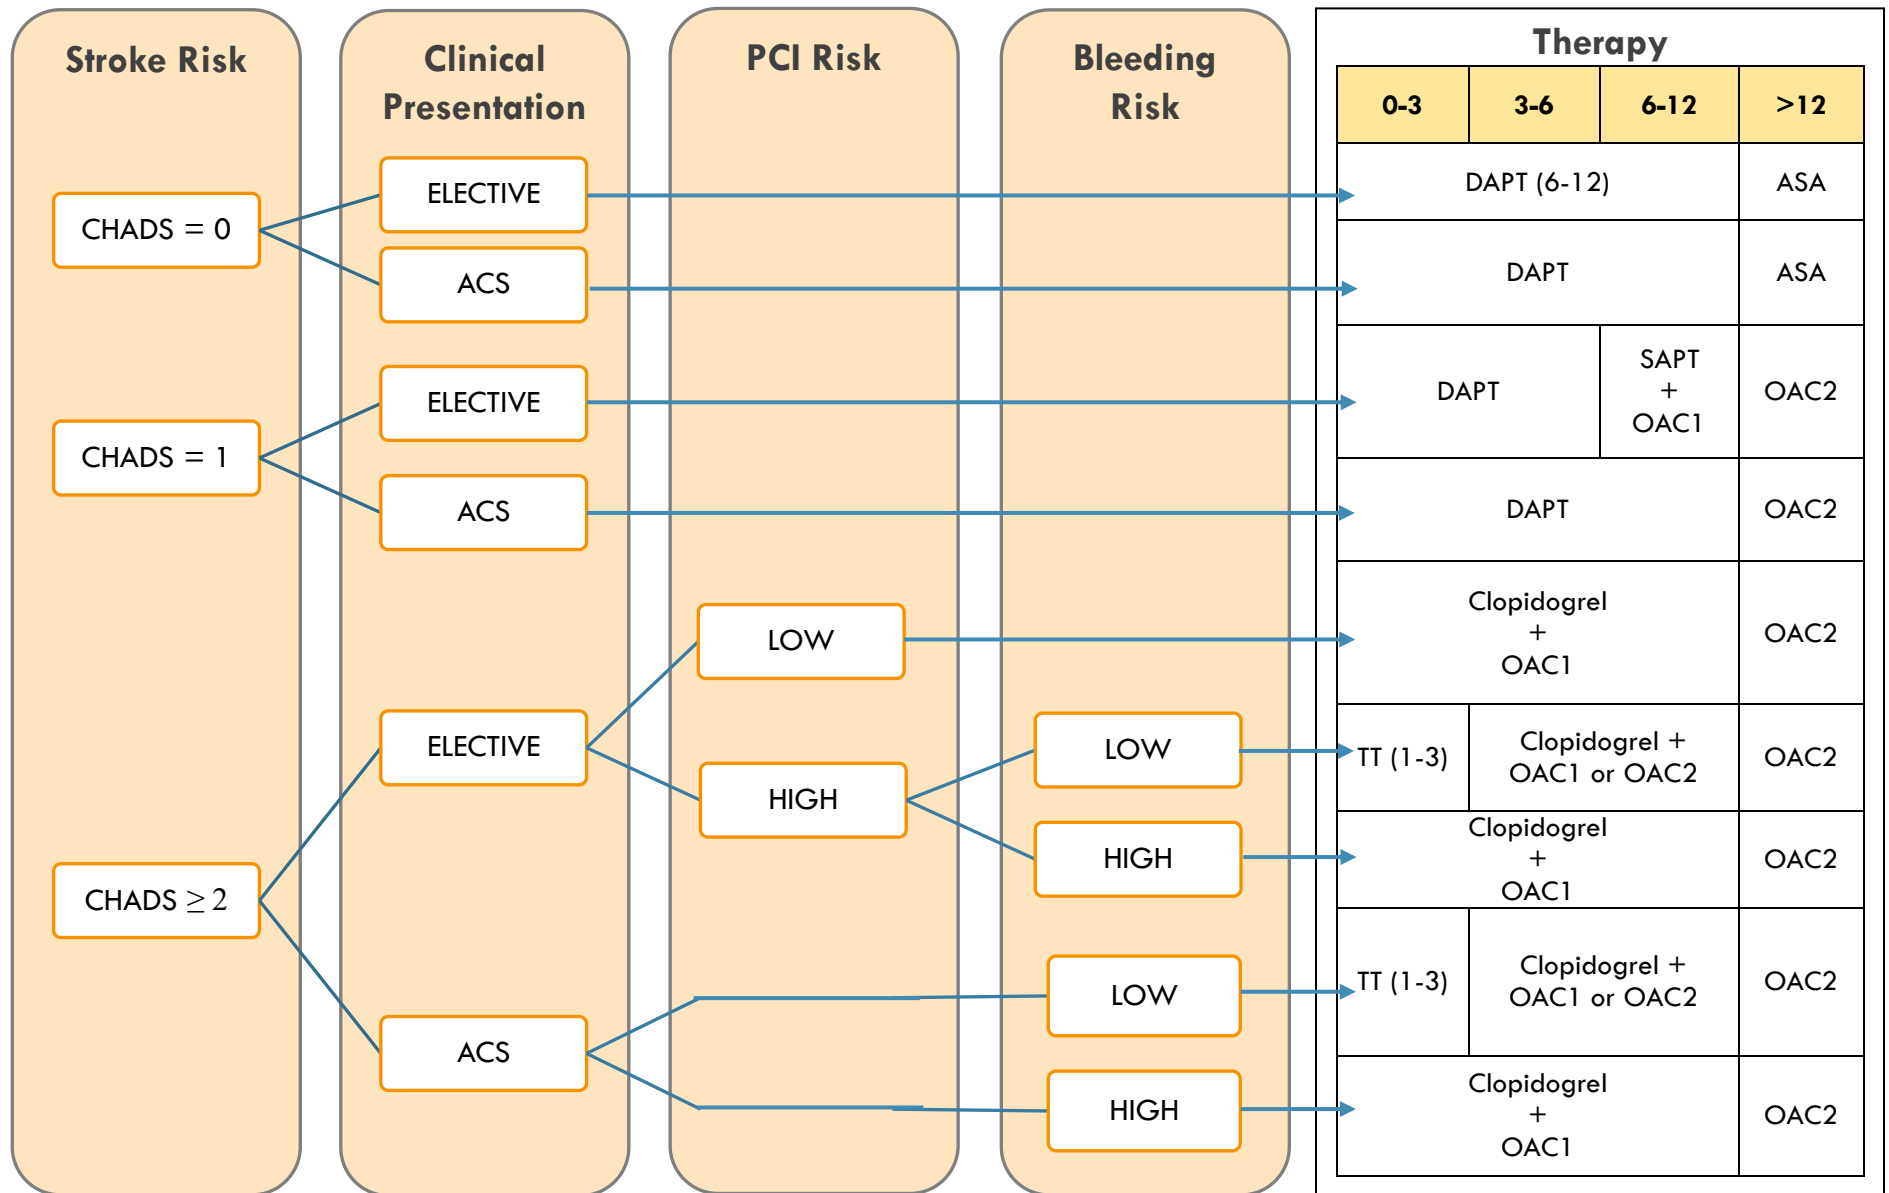 Stroke Risk
Clinical
Presentation
PCI Risk
Bleeding
Risk
Therapy
0-3
3-6
6-12
>12
CHADS = 0
ELECTIVE
DAPT (6-12)
ASA
ACS
DAPT
ASA
CHADS = 1
ELECTIVE
DAPT
SAPT
+
OAC1
OAC2
ACS
DAPT
OAC2
CHADS ≥ 2
ELECTIVE
LOW
Clopidogrel
+
OAC1
OAC2
HIGH
LOW
TT (1-3)
Clopidogrel +
OAC1 or OAC2
OAC2
HIGH
Clopidogrel
+
OAC1
OAC2
ACS
LOW
TT (1-3)
Clopidogrel +
OAC1 or OAC2
OAC2
HIGH
Clopidogrel
+
OAC1
OAC2